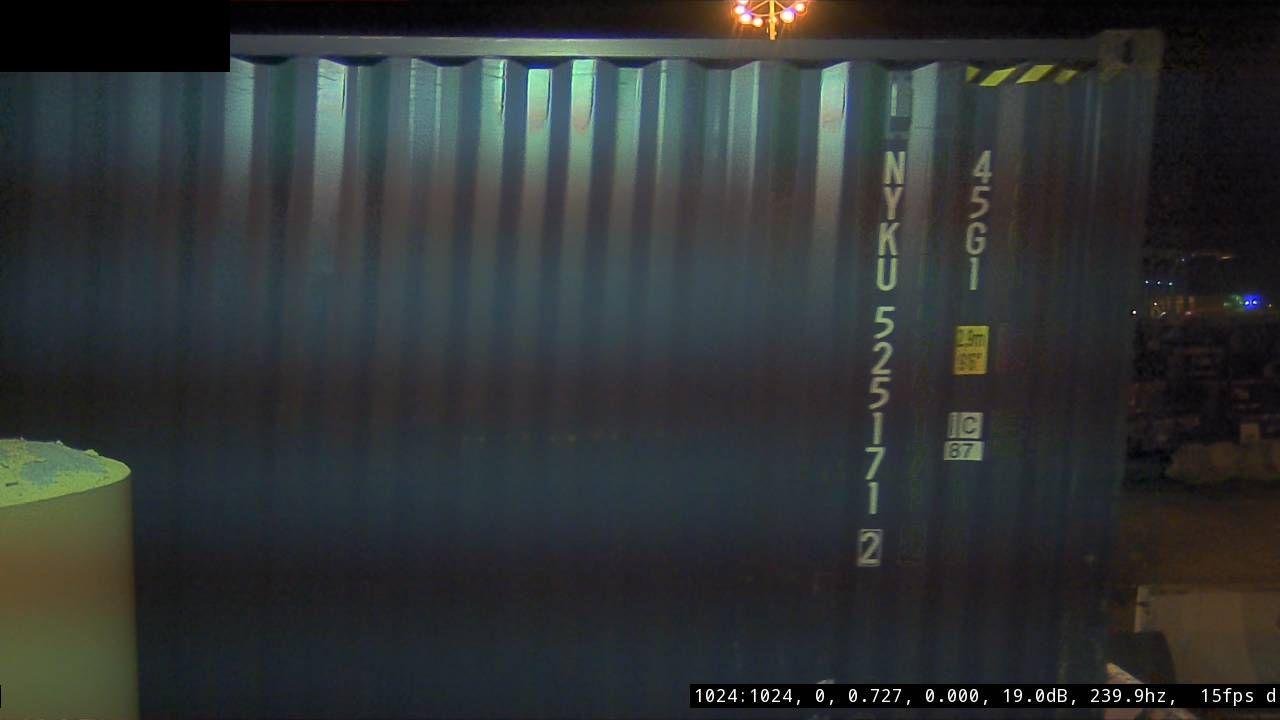 NYKU 525171 2
45G1
2.9m
9'6"
IC
87
1024:1024, 0, 0.727, 0.000, 19.0dB, 239.9hz, 15fps d